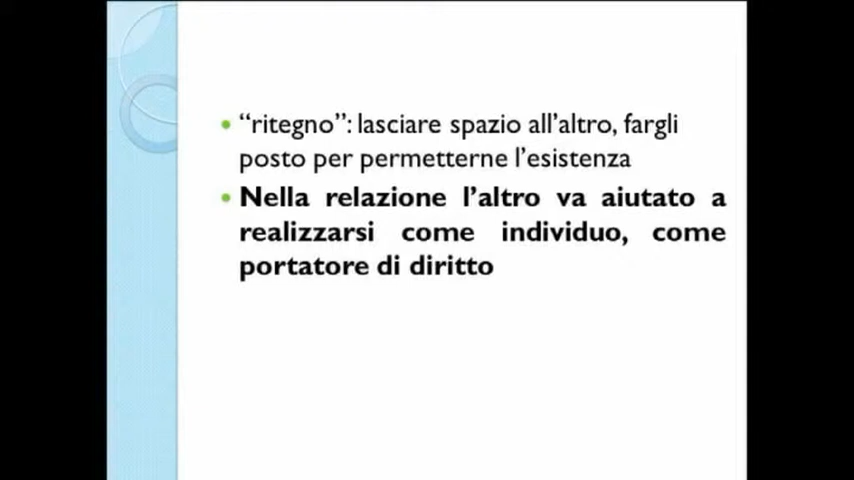 • “ritegno”: lasciare spazio all’altro, fargli
posto per permetterne l’esistenza
• Nella relazione l’altro va aiutato a
realizzarsi come individuo, come
portatore di diritto